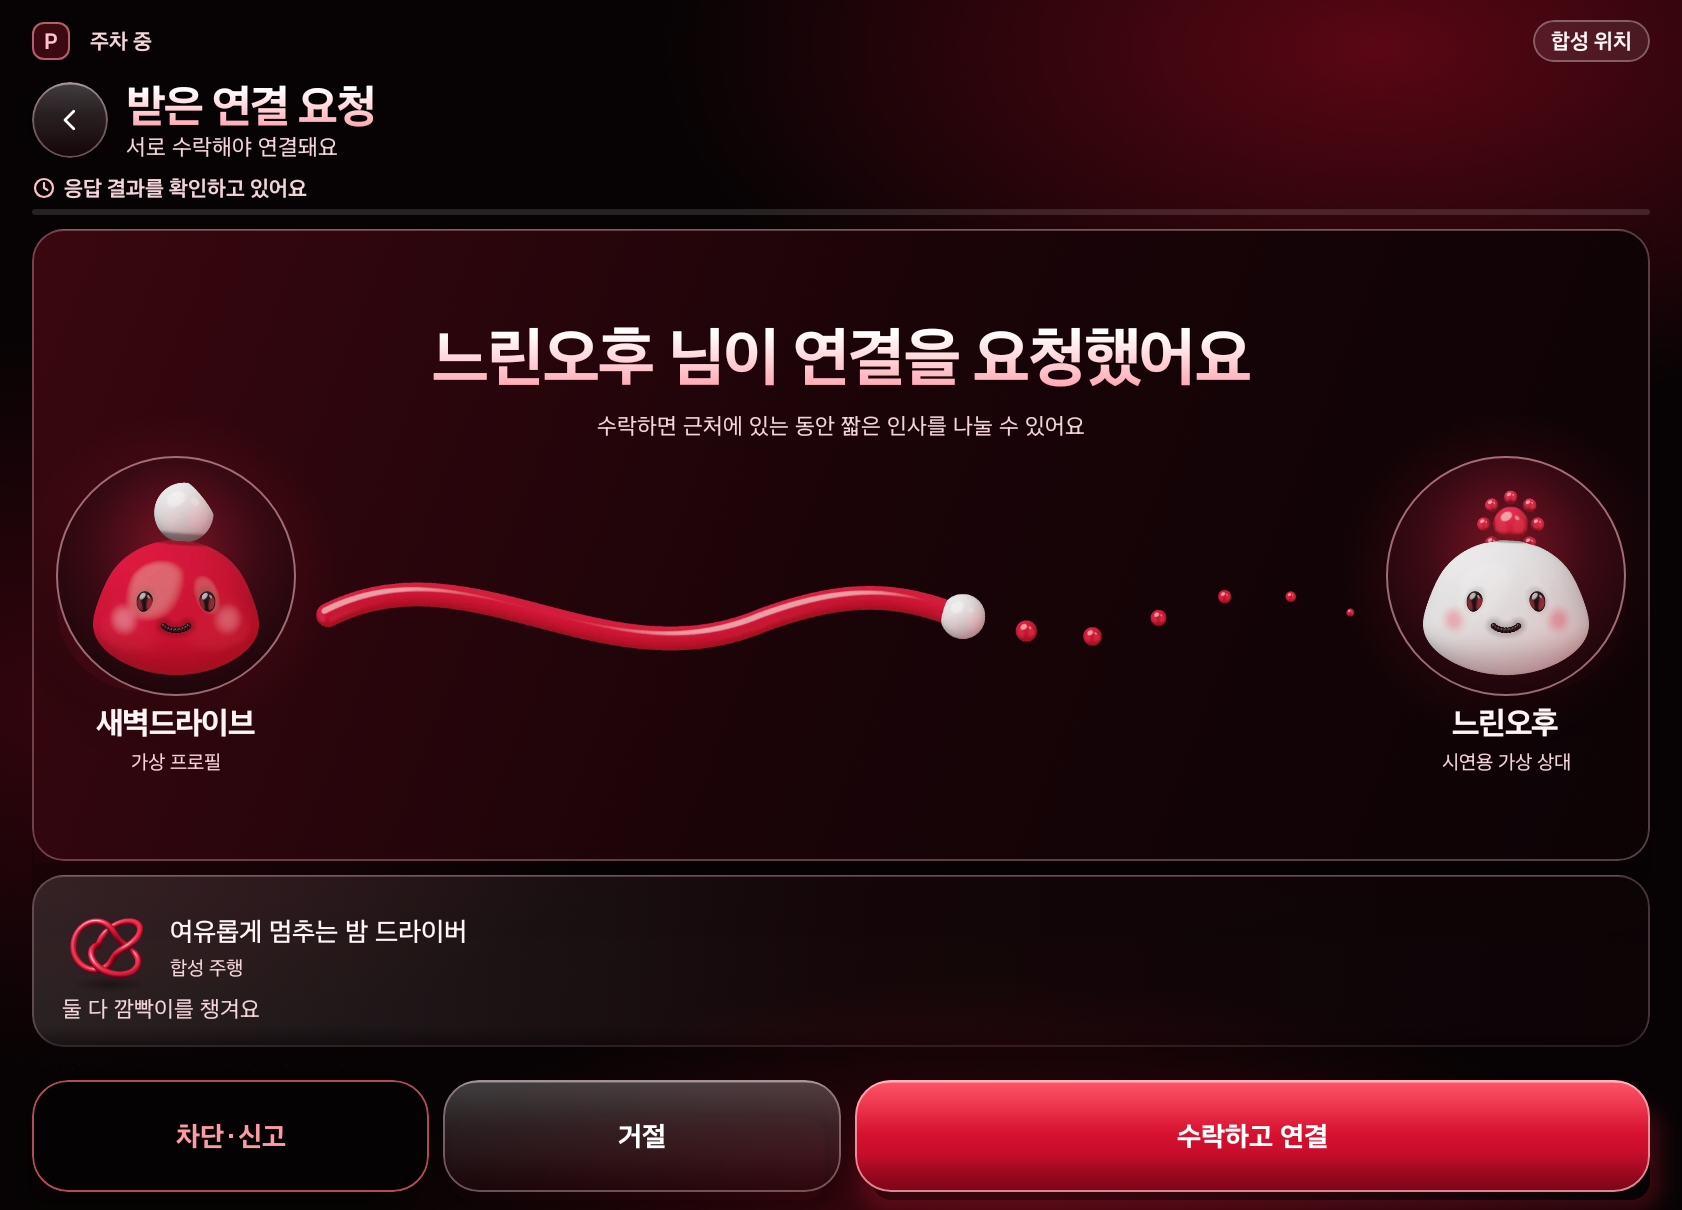 P 주차 중
합성 위치
받은 연결 요청
서로 수락해야 연결돼요
응답 결과를 확인하고 있어요
느린오후 님이 연결을 요청했어요
수락하면 근처에 있는 동안 짧은 인사를 나눌 수 있어요
새벽드라이브
가상 프로필
느린오후
시연용 가상 상대
여유롭게 멈추는 밤 드라이버
합성 주행
둘 다 깜빡이를 챙겨요
차단·신고
거절
수락하고 연결